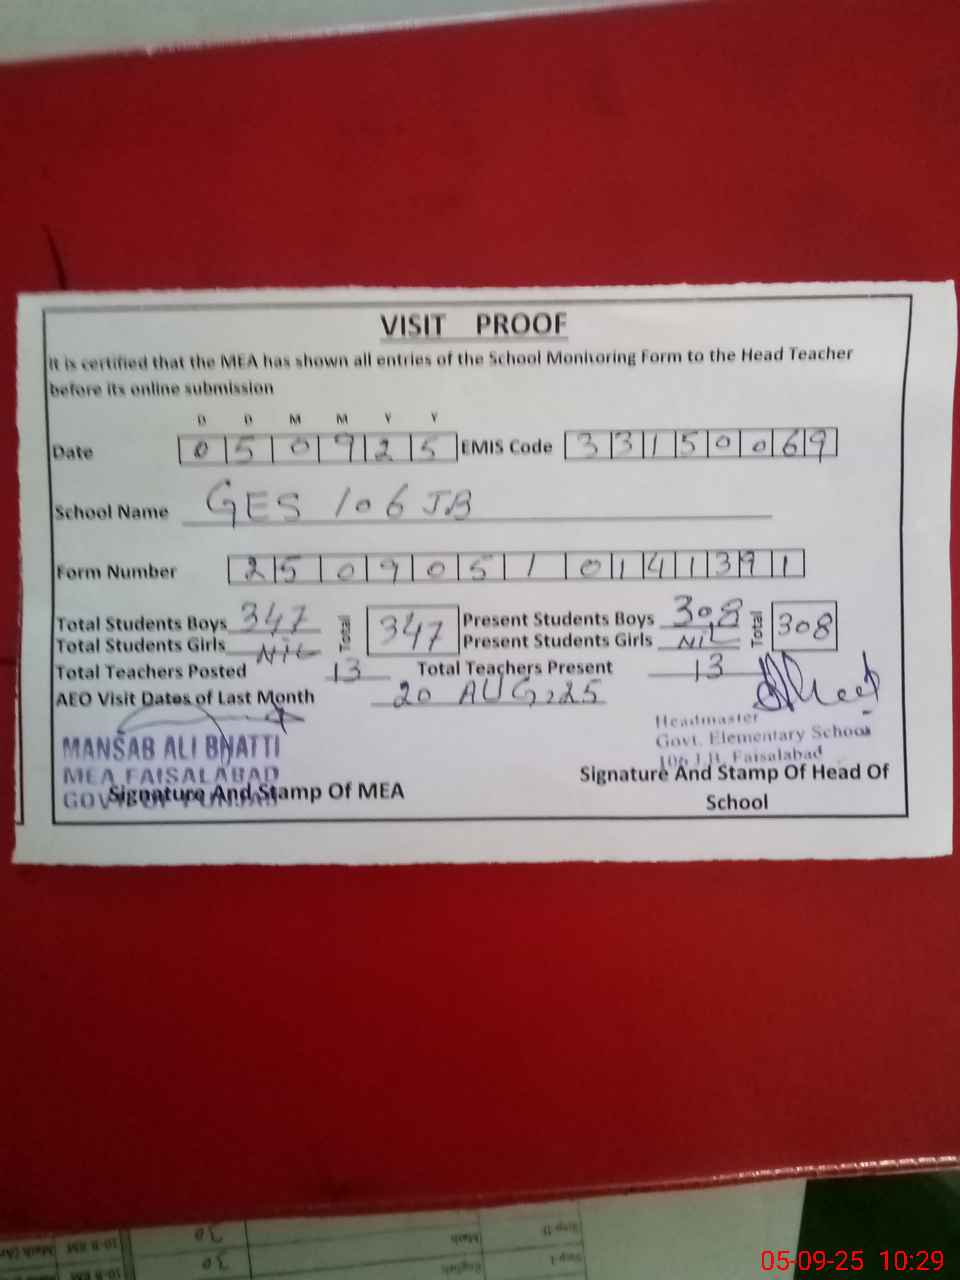 VISIT PROOF
It is certified that the MEA has shown all entries of the School Monitoring Form to the Head Teacher
before its online submission
D D M M Y Y
Date 0 5 0 9 2 5 EMIS Code 3 3 1 5 0 0 6 9
School Name GES 106 JB
Form Number 2 5 0 9 0 5 1 01 4 1 3 9 1
Total Students Boys 347 Total 347 Present Students Boys 308 Total 308
Total Students Girls NIL Present Students Girls NIL
Total Teachers Posted 13 Total Teachers Present 13
AEO Visit Dates of Last Month 20 AUG,25
MANSAB ALI BHATTI
MEA FAISALABAD
GOVT OF PUNJAB
Signature And Stamp Of MEA
Headmaster
Govt. Elementary School
106 J.B. Faisalabad
Signature And Stamp Of Head Of
School
05-09-25 10:29